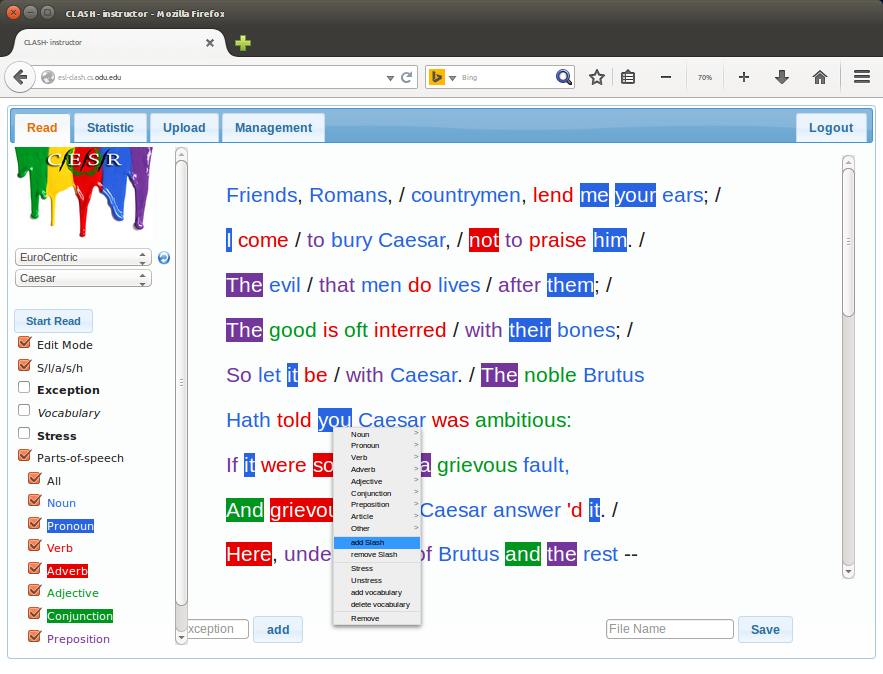 CLASH- instructor - Mozilla Firefox
CLASH- instructor
esl-clash.cs.odu.edu
Bing
70%
Read Statistic Upload Management Logout
C/E/S/R
EuroCentric
Caesar
Start Read
Edit Mode
S/l/a/s/h
Exception
Vocabulary
Stress
Parts-of-speech
All
Noun
Pronoun
Verb
Adverb
Adjective
Conjunction
Preposition
Friends, Romans, / countrymen, lend me your ears; /
I come / to bury Caesar, / not to praise him. /
The evil / that men do lives / after them; /
The good is oft interred / with their bones; /
So let it be / with Caesar. / The noble Brutus
Hath told you Caesar was ambitious:
If it were so a grievous fault,
And grievou Caesar answer 'd it. /
Here, unde of Brutus and the rest --
Noun >
Pronoun >
Verb >
Adverb >
Adjective >
Conjunction >
Preposition >
Article >
Other >
add Slash
remove Slash
Stress
Unstress
add vocabulary
delete vocabulary
Remove
xception add File Name Save